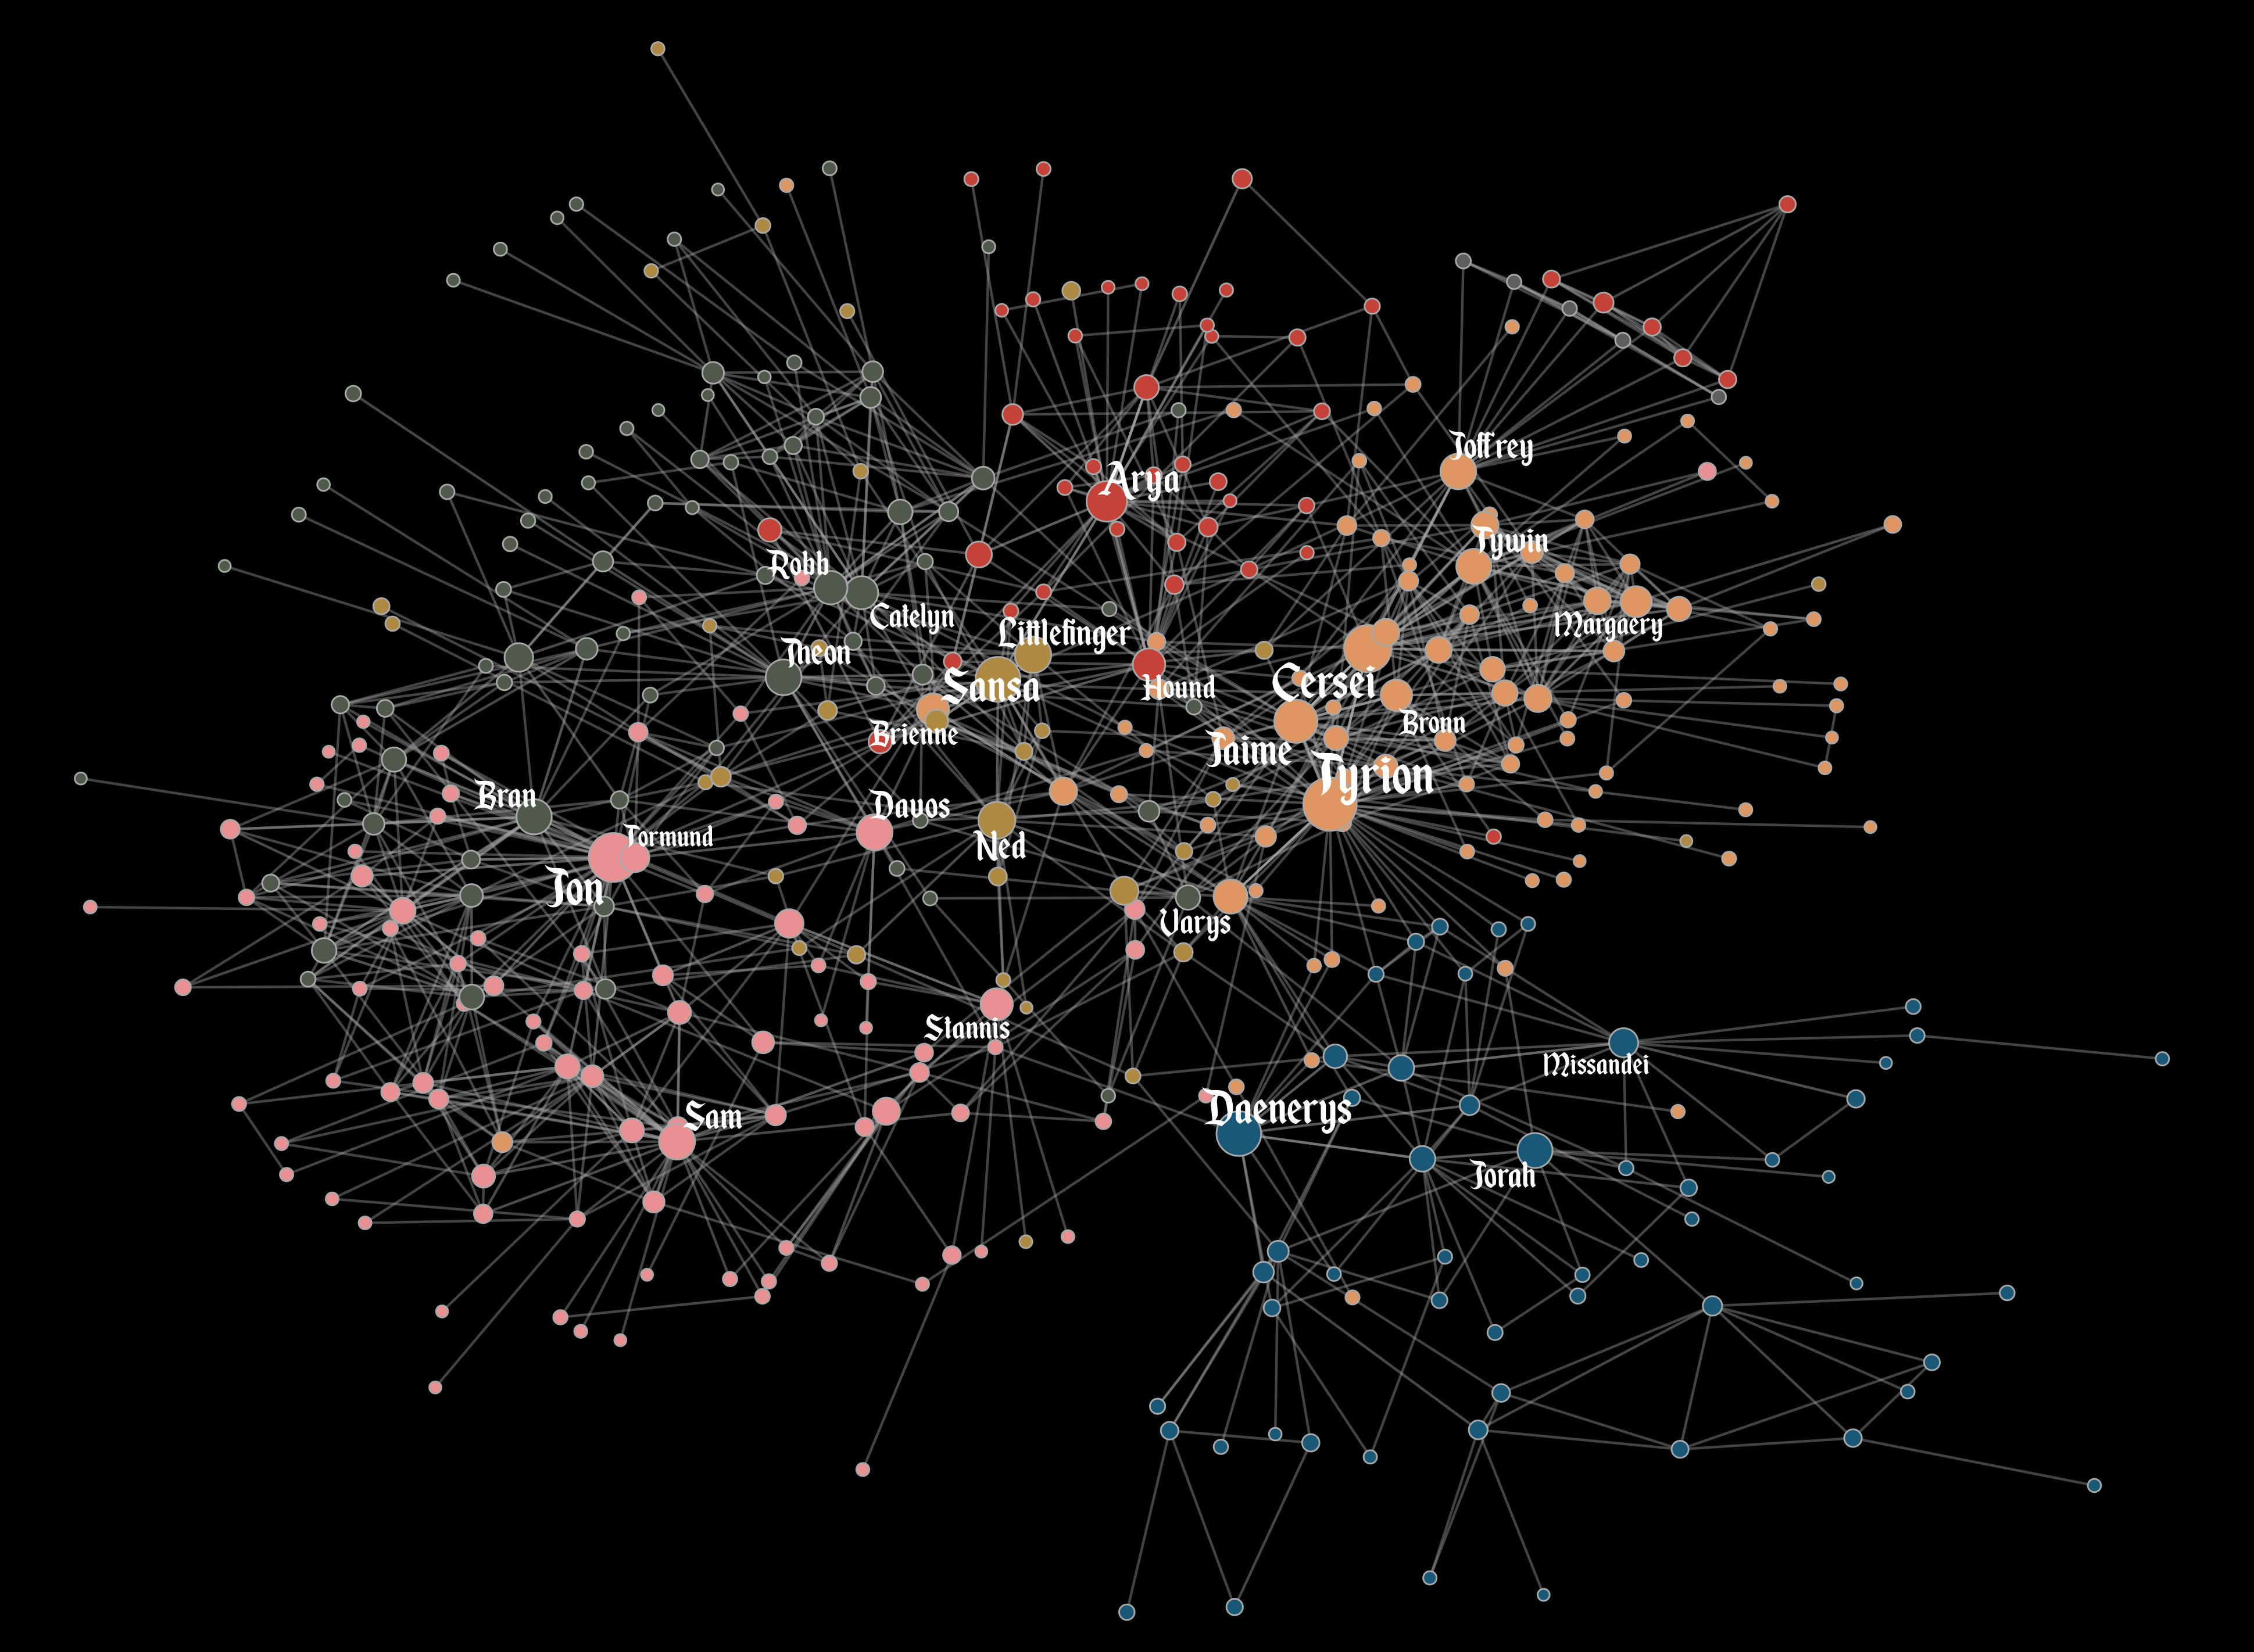 Joffrey
Arya
Tywin
Robb
Catelyn
Littlefinger
Margaery
Theon
Sansa
Hound
Cersei
Bronn
Brienne
Jaime
Tyrion
Bran
Davos
Tormund
Ned
Jon
Varys
Stannis
Missandei
Sam
Daenerys
Jorah